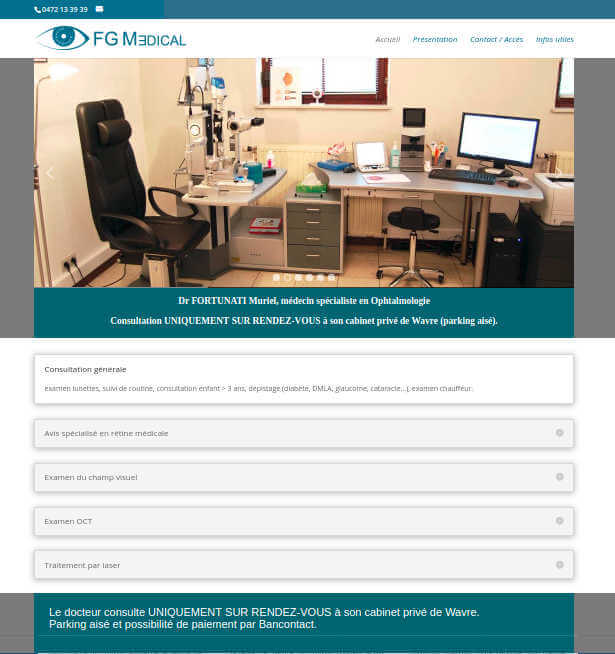 0472 13 39 39
FG MEDICAL
Accueil Présentation Contact / Accès Infos utiles
Dr FORTUNATI Muriel, médecin spécialiste en Ophtalmologie
Consultation UNIQUEMENT SUR RENDEZ-VOUS à son cabinet privé de Wavre (parking aisé).
Consultation générale
examen lunettes, suivi de routine, consultation enfant > 3 ans, dépistage (diabète, DMLA, glaucome, cataracte...), examen chauffeur.
Avis spécialisé en rétine médicale
Examen du champ visuel
Examen OCT
Traitement par laser
Le docteur consulte UNIQUEMENT SUR RENDEZ-VOUS à son cabinet privé de Wavre.
Parking aisé et possibilité de paiement par Bancontact.